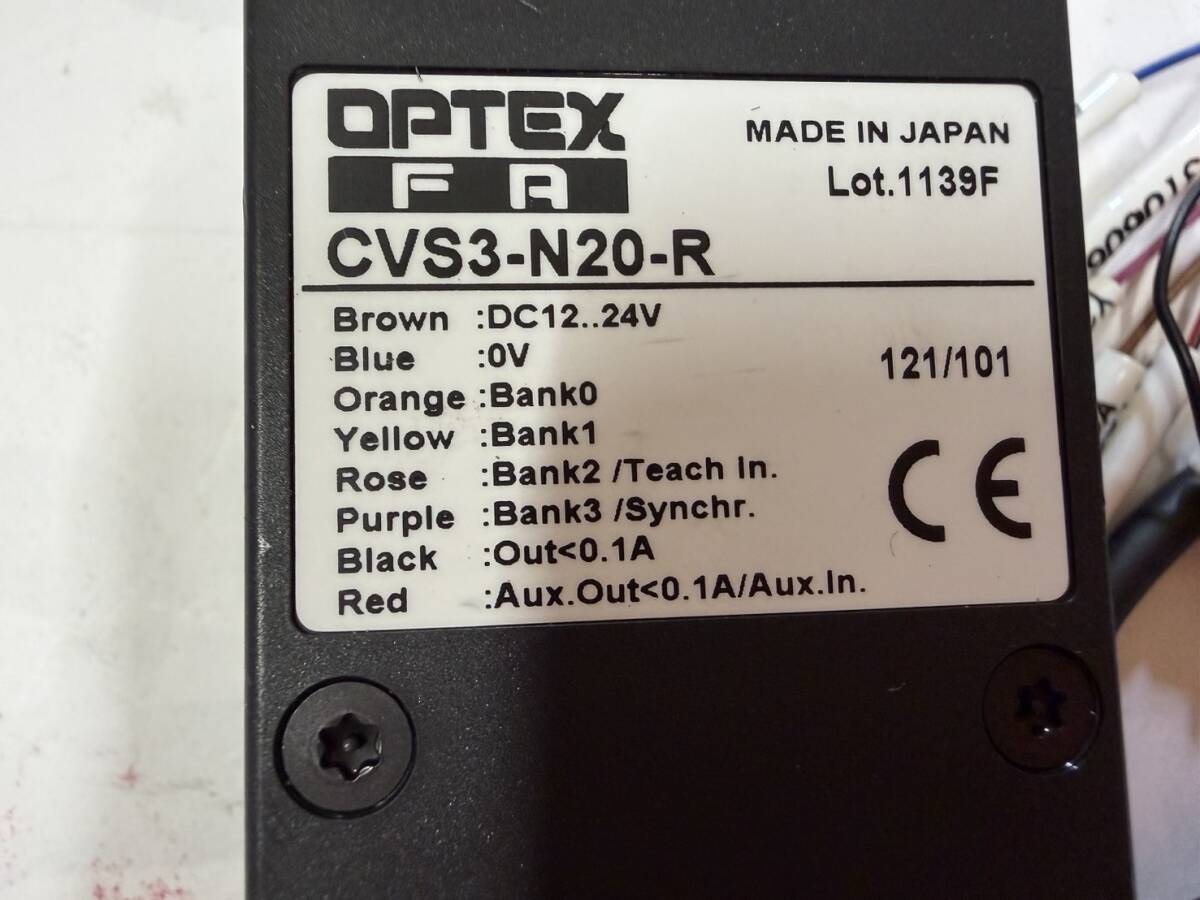 OPTEX
FA
MADE IN JAPAN
Lot.1139F
CVS3-N20-R
Brown :DC12..24V
Blue :0V
121/101
Orange :Bank0
Yellow :Bank1
Rose :Bank2 /Teach In.
Purple :Bank3 /Synchr.
Black :Out<0.1A
Red :Aux.Out<0.1A/Aux.In.
CE